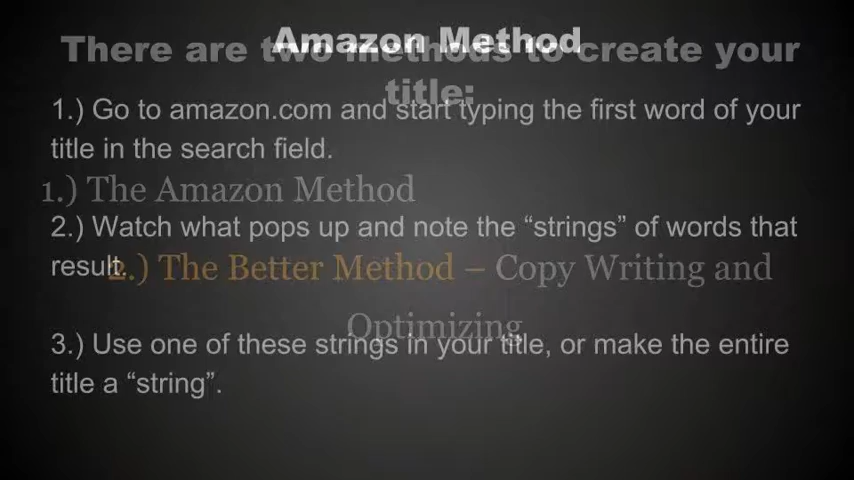 Amazon Method
There are two methods to create your
title:
1.) Go to amazon.com and start typing the first word of your
title in the search field.
1.) The Amazon Method
2.) Watch what pops up and note the “strings” of words that
result.
2.) The Better Method – Copy Writing and
Optimizing
3.) Use one of these strings in your title, or make the entire
title a “string”.